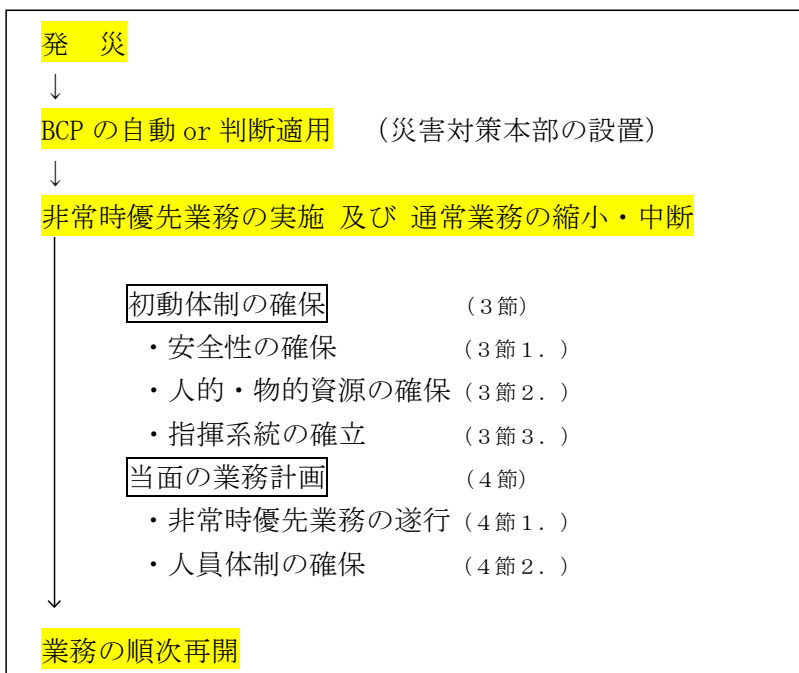 発　災
↓
BCP の自動 or 判断適用　（災害対策本部の設置）
↓
非常時優先業務の実施 及び 通常業務の縮小・中断
初動体制の確保　（３節）
・安全性の確保　（３節１．）
・人的・物的資源の確保（３節２．）
・指揮系統の確立　（３節３．）
当面の業務計画　（４節）
・非常時優先業務の遂行（４節１．）
・人員体制の確保　（４節２．）
業務の順次再開